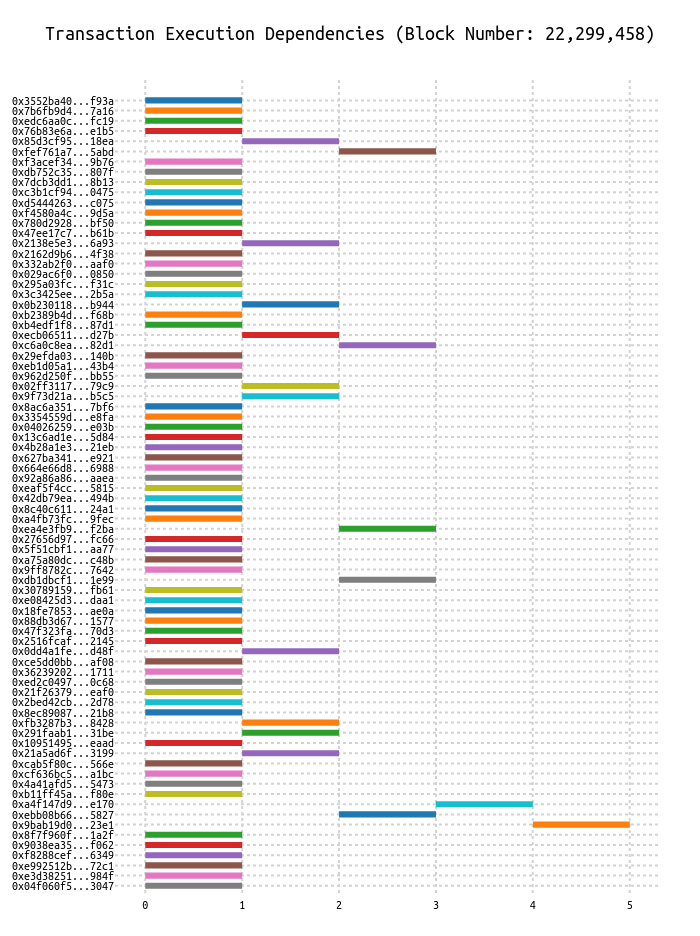 Transaction Execution Dependencies (Block Number: 22,299,458)
0x3552ba40...f93a
0x7b6fb9d4...7a16
0xedc6aa0c...fc19
0x76b83e6a...e1b5
0x85d3cf95...18ea
0xfef761a7...5abd
0xf3acef34...9b76
0xdb752c35...807f
0x7dcb3dd1...8b13
0xc3b1cf94...0475
0xd5444263...c075
0xf4580a4c...9d5a
0x780d2928...bf50
0x47ee17c7...b61b
0x2138e5e3...6a93
0x2162d9b6...4f38
0x332ab2f0...aaf0
0x029ac6f0...0850
0x295a03fc...f31c
0x3c3425ee...2b5a
0x0b230118...b944
0xb2389b4d...f68b
0xb4edf1f8...87d1
0xecb06511...d27b
0xc6a0c8ea...82d1
0x29efda03...140b
0xeb1d05a1...43b4
0x962d250f...bb55
0x02ff3117...79c9
0x9f73d21a...b5c5
0x8ac6a351...7bf6
0x3354559d...e8fa
0x04026259...e03b
0x13c6ad1e...5d84
0x4b28a1e3...21eb
0x627ba341...e921
0x664e66d8...6988
0x92a86a86...aaea
0xeaf5f4cc...5815
0x42db79ea...494b
0x8c40c611...24a1
0xa4fb73fc...9fec
0xea4e3fb9...f2ba
0x27656d97...fc66
0x5f51cbf1...aa77
0xa75a80dc...c48b
0x9ff8782c...7642
0xdb1dbcf1...1e99
0x30789159...fb61
0xe08425d3...daa1
0x18fe7853...ae0a
0x88db3d67...1577
0x47f323fa...70d3
0x2516fcaf...2145
0x0dd4a1fe...d48f
0xce5dd0bb...af08
0x36239202...1711
0xed2c0497...0c68
0x21f26379...eaf0
0x2bed42cb...2d78
0x8ec89087...21b8
0xfb3287b3...8428
0x291faab1...31be
0x10951495...eaad
0x21a5ad6f...3199
0xcab5f80c...566e
0xcf636bc5...a1bc
0x4a41afd5...5473
0xb11ff45a...f80e
0xa4f147d9...e170
0xebb08b66...5827
0x9bab19d0...23e1
0x8f7f960f...1a2f
0x9038ea35...f062
0xf8288cef...6349
0xe992512b...72c1
0xe3d38251...984f
0x04f060f5...3047
0 1 2 3 4 5